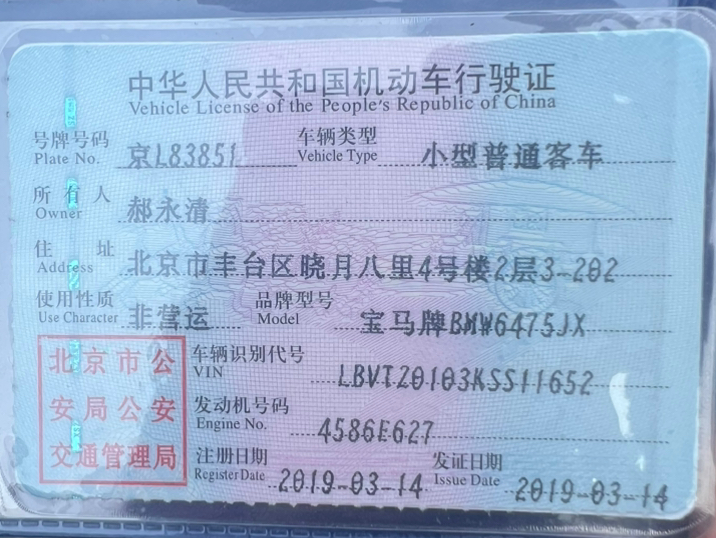 中华人民共和国机动车行驶证
Vehicle License of the People's Republic of China
号牌号码 京L83851 车辆类型 小型普通客车
Plate No. Vehicle Type
所有人 郝永清
Owner
住址 北京市丰台区晓月八里4号楼2层3-202
Address
使用性质 非营运 品牌型号 宝马牌BMW6475JX
Use Character Model
北京市公
安局公安
交通管理局
车辆识别代号 LBVTZ0103KSS11652
VIN
发动机号码 4586E627
Engine No.
注册日期 2019-03-14 发证日期 2019-03-14
Register Date Issue Date